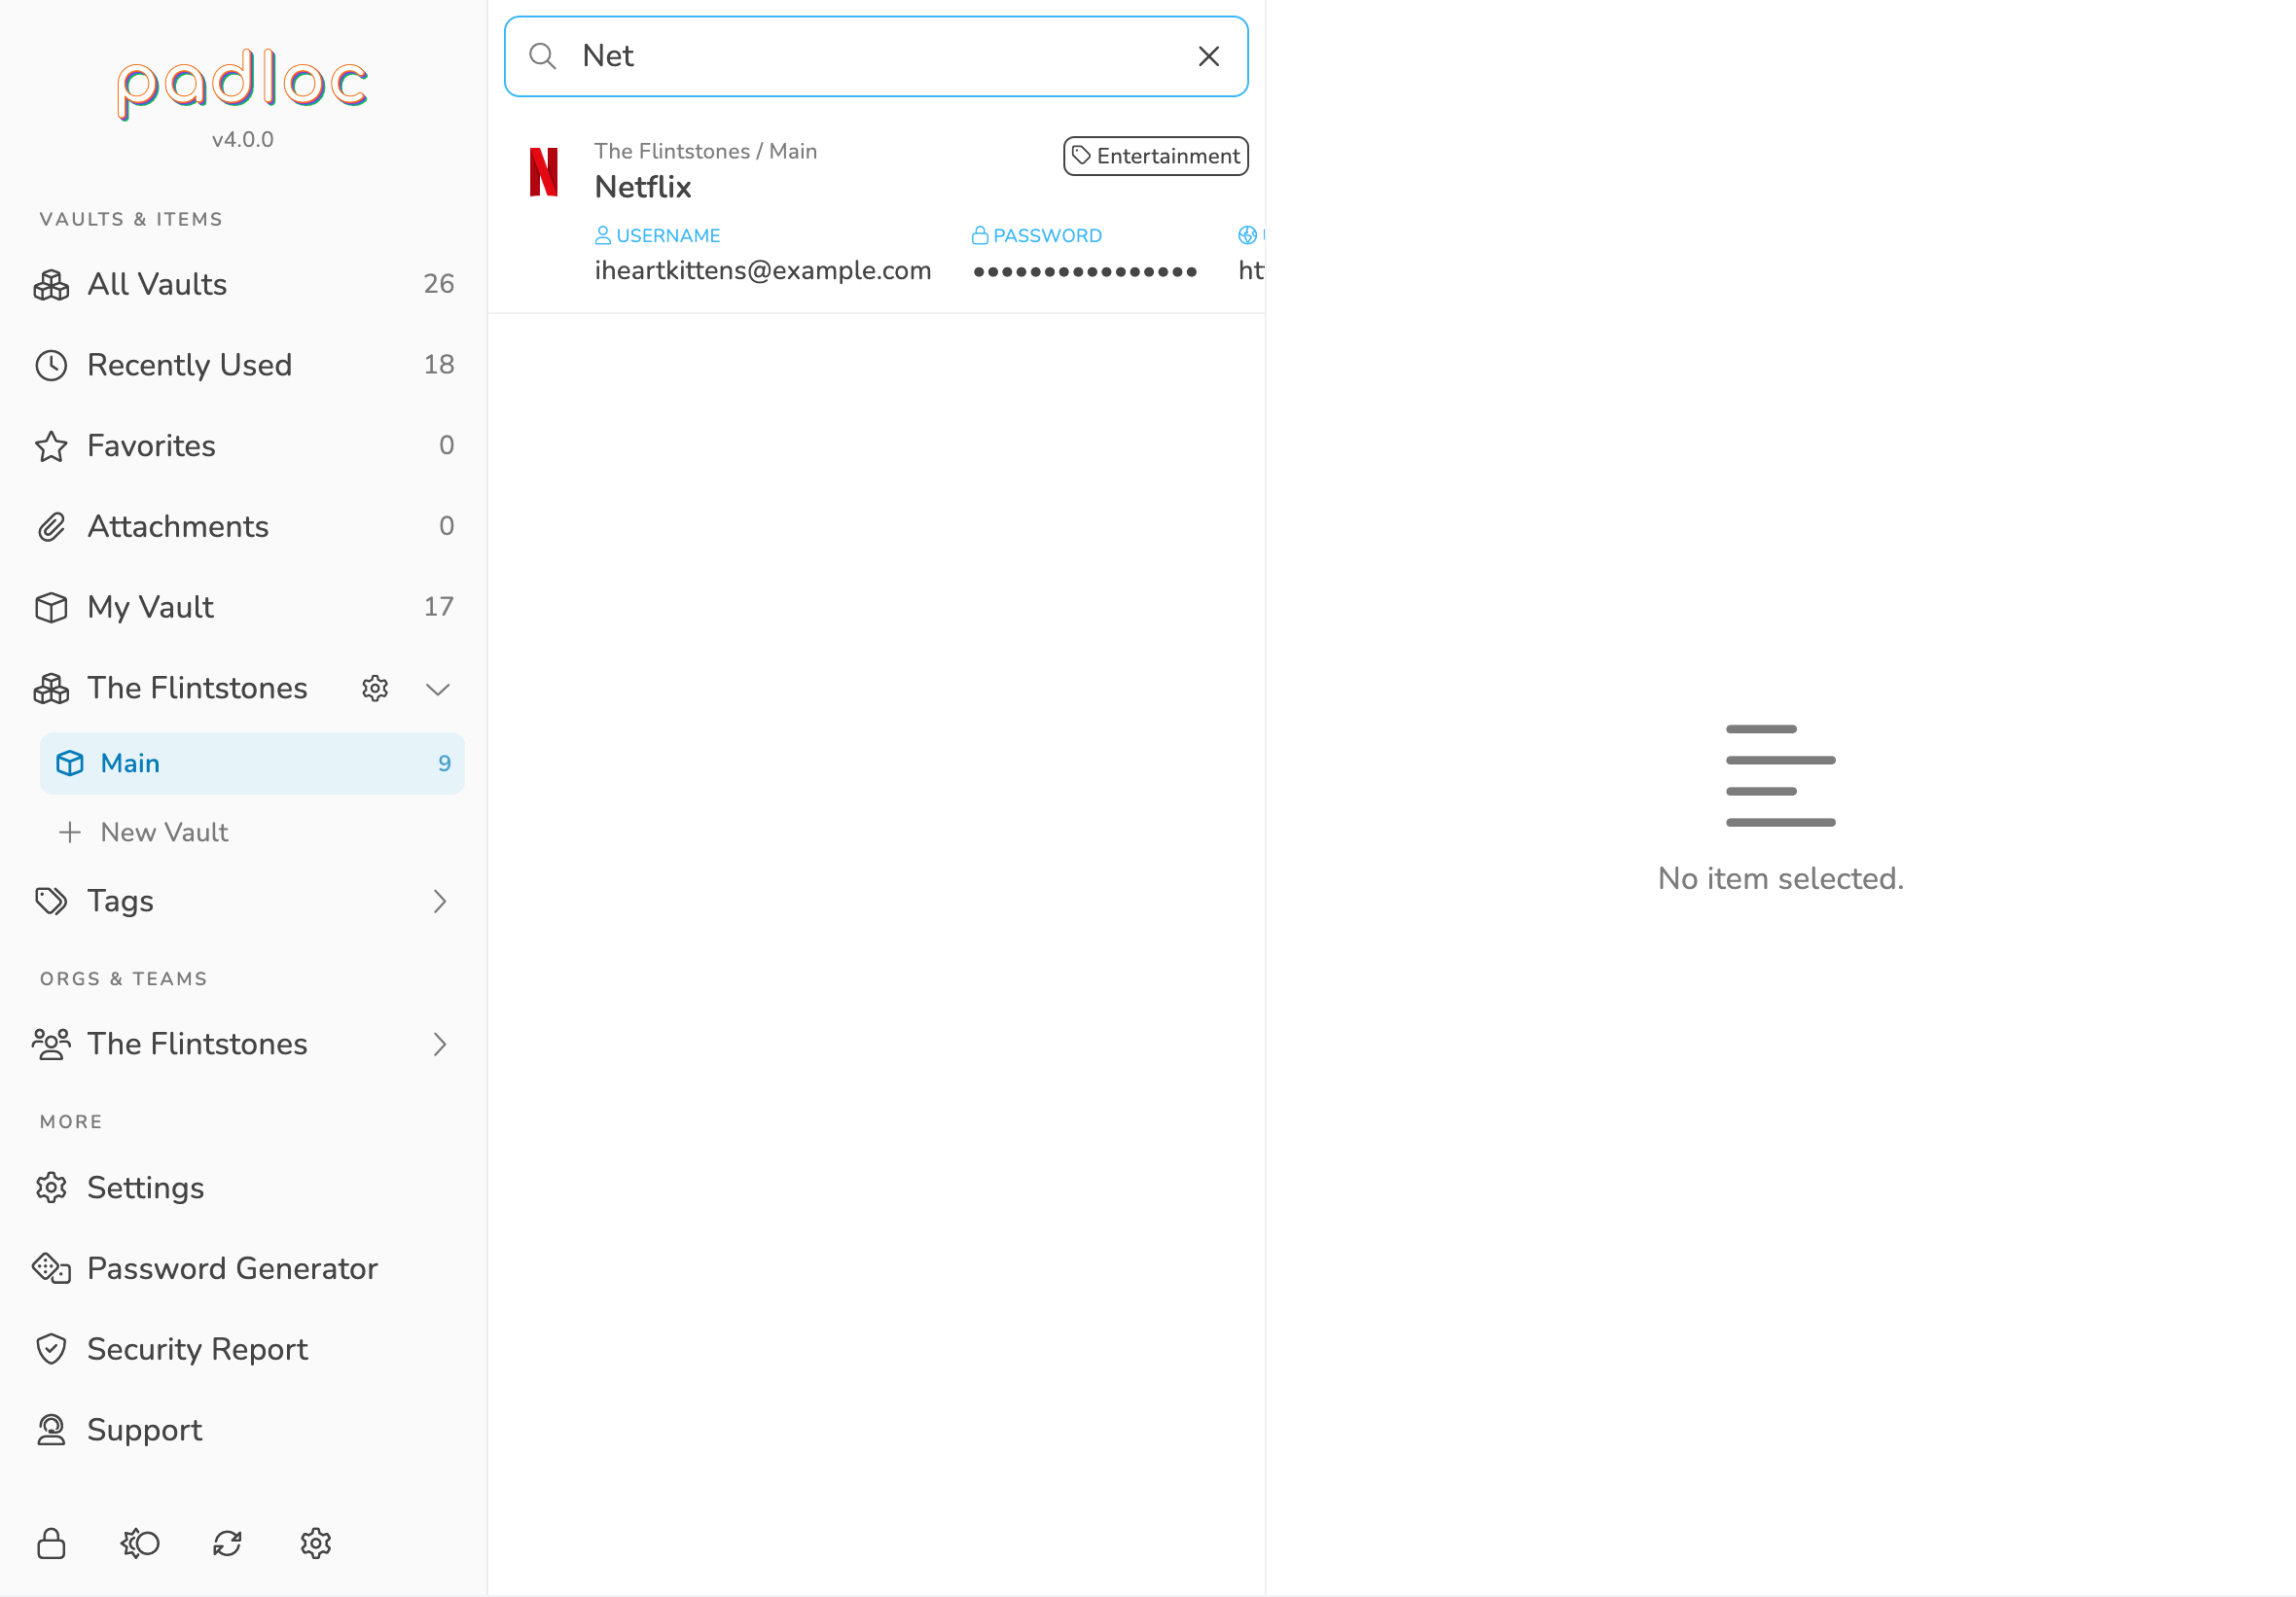 padloc
v4.0.0
VAULTS & ITEMS
All Vaults 26
Recently Used 18
Favorites 0
Attachments 0
My Vault 17
The Flintstones
Main 9
New Vault
Tags
ORGS & TEAMS
The Flintstones
MORE
Settings
Password Generator
Security Report
Support
Net
The Flintstones / Main
Entertainment
Netflix
USERNAME PASSWORD
iheartkittens@example.com •••••••••••••••• ht
No item selected.